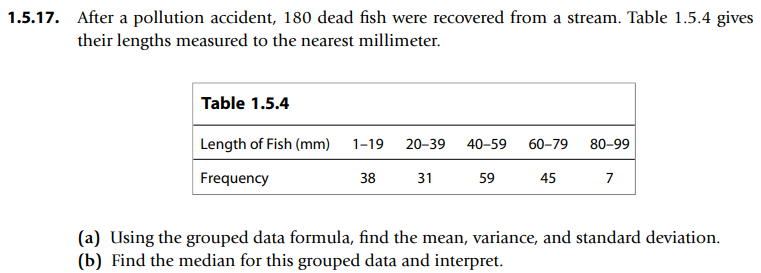 1.5.17. After a pollution accident, 180 dead fish were recovered from a stream. Table 1.5.4 gives
their lengths measured to the nearest millimeter.
Table 1.5.4
Length of Fish (mm) 1–19 20–39 40–59 60–79 80–99
Frequency 38 31 59 45 7
(a) Using the grouped data formula, find the mean, variance, and standard deviation.
(b) Find the median for this grouped data and interpret.